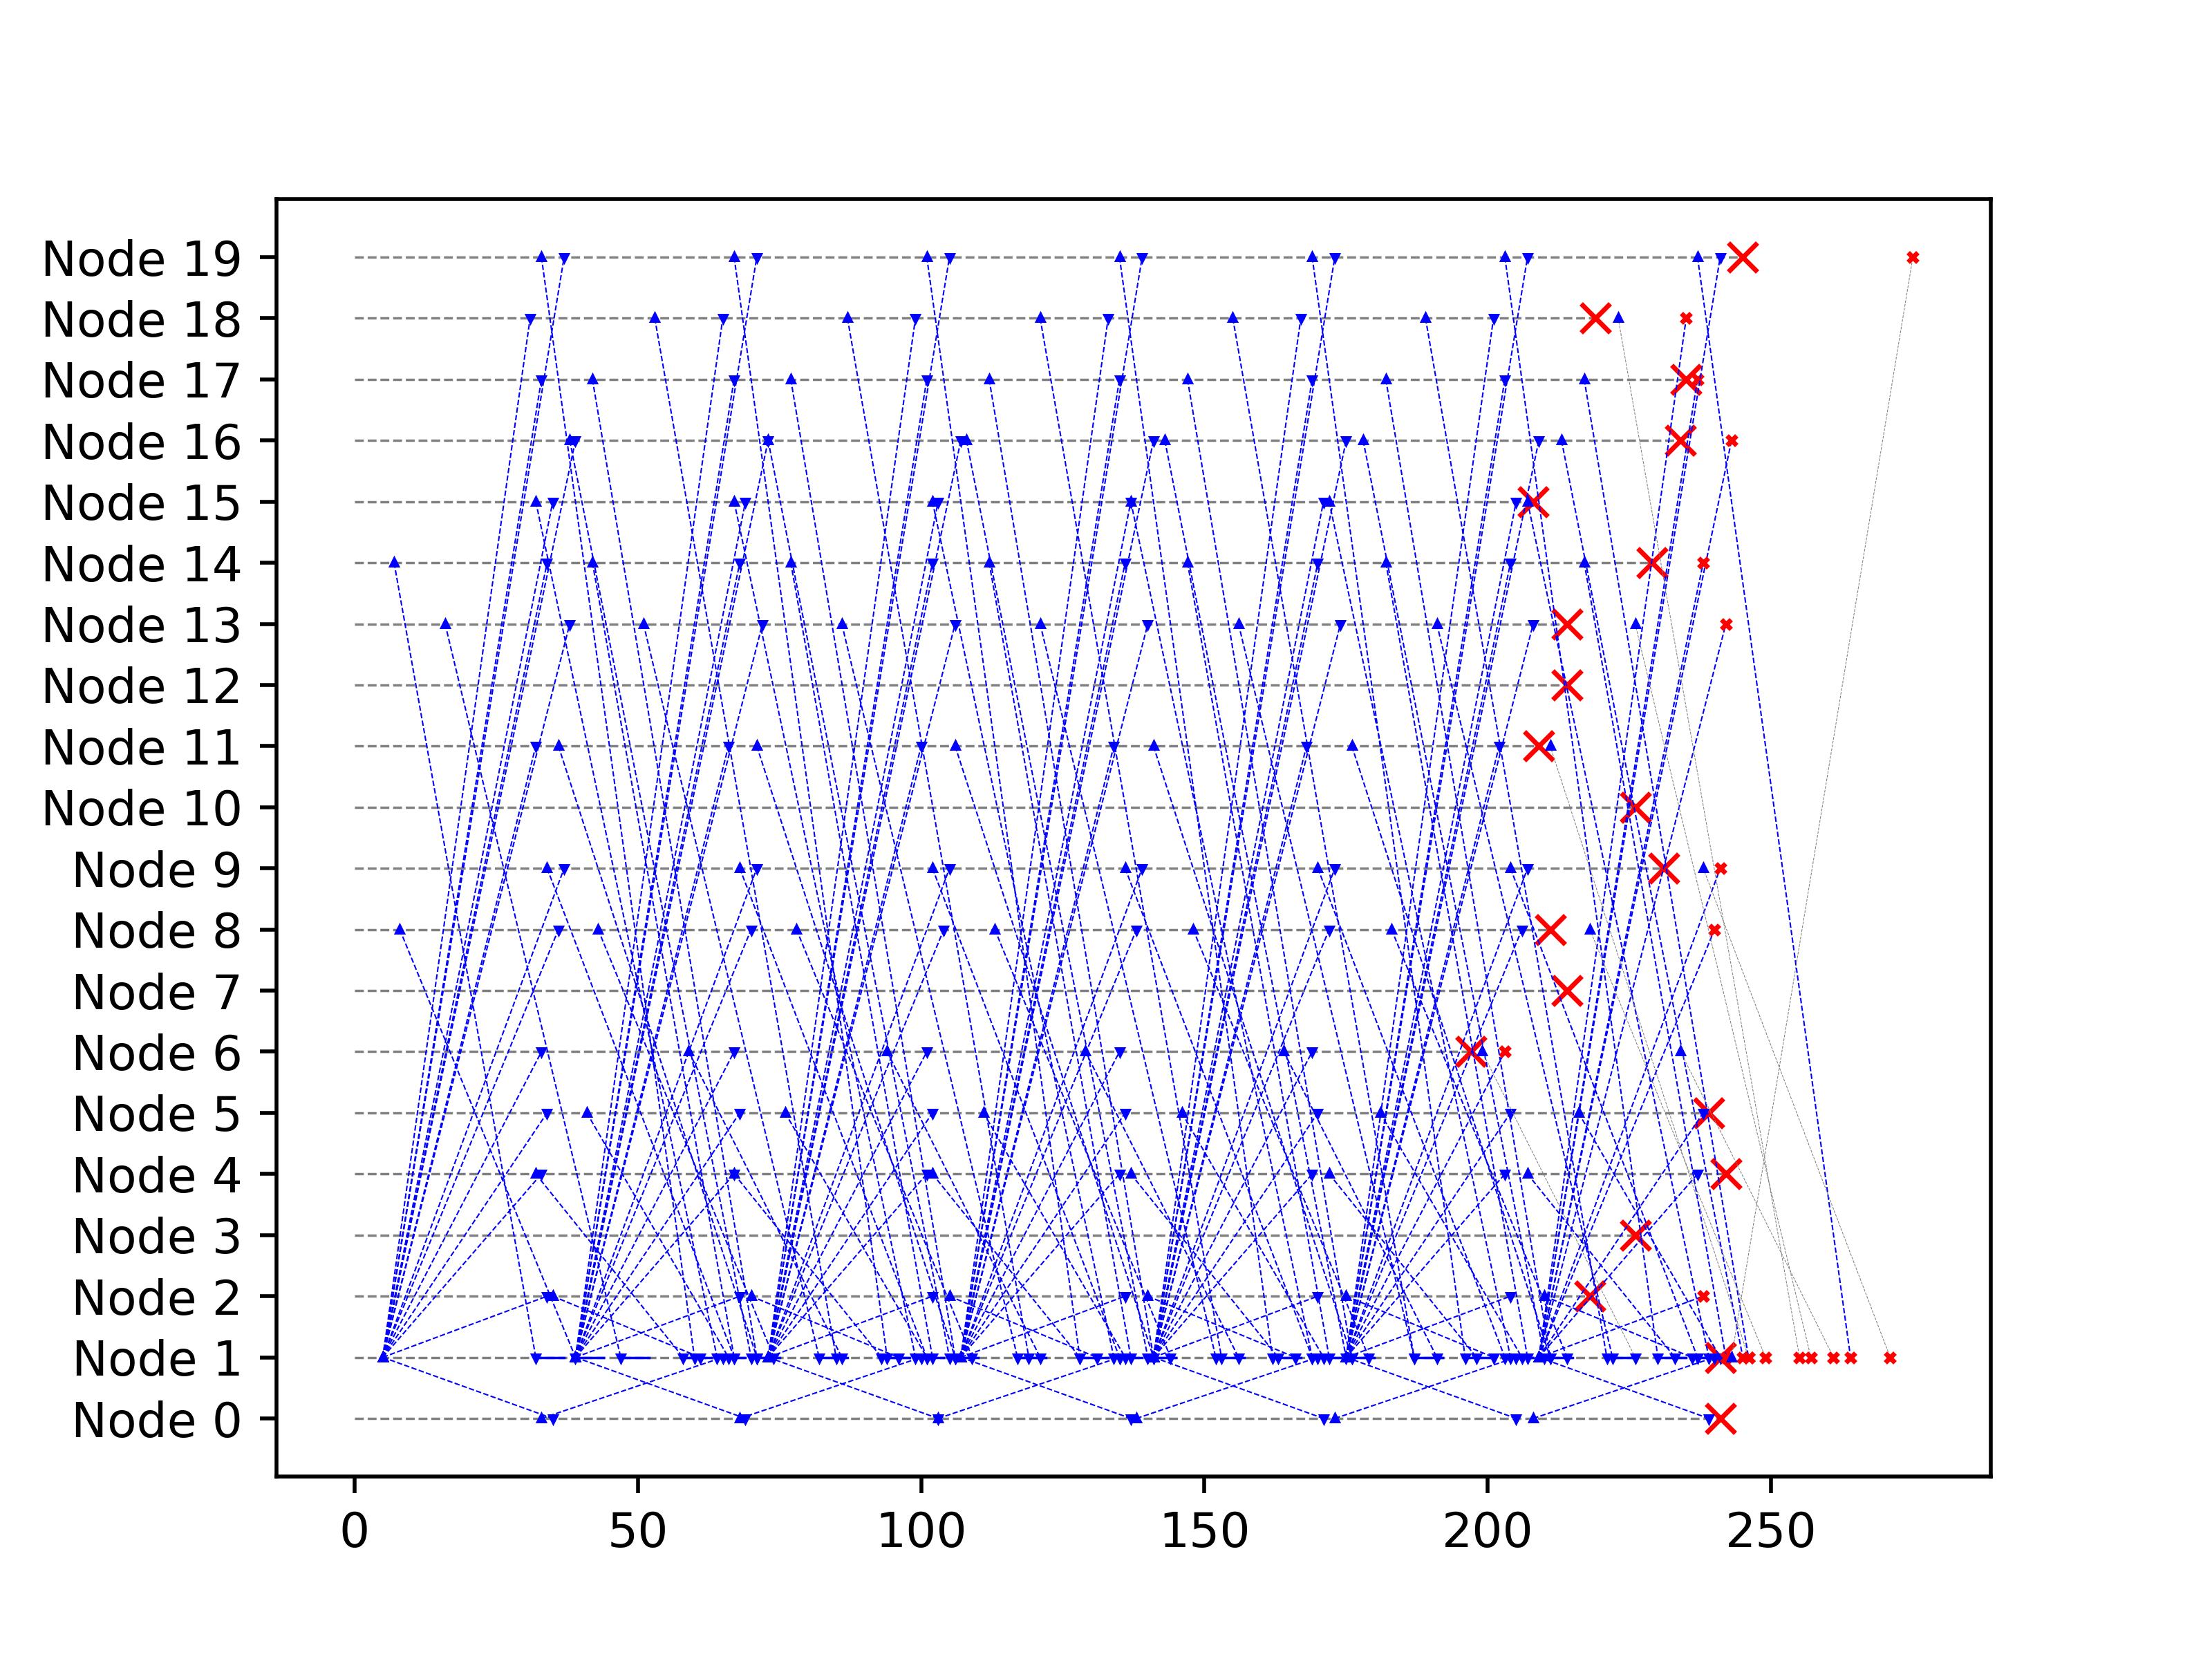 Node 19
Node 18
Node 17
Node 16
Node 15
Node 14
Node 13
Node 12
Node 11
Node 10
Node 9
Node 8
Node 7
Node 6
Node 5
Node 4
Node 3
Node 2
Node 1
Node 0
0 50 100 150 200 250